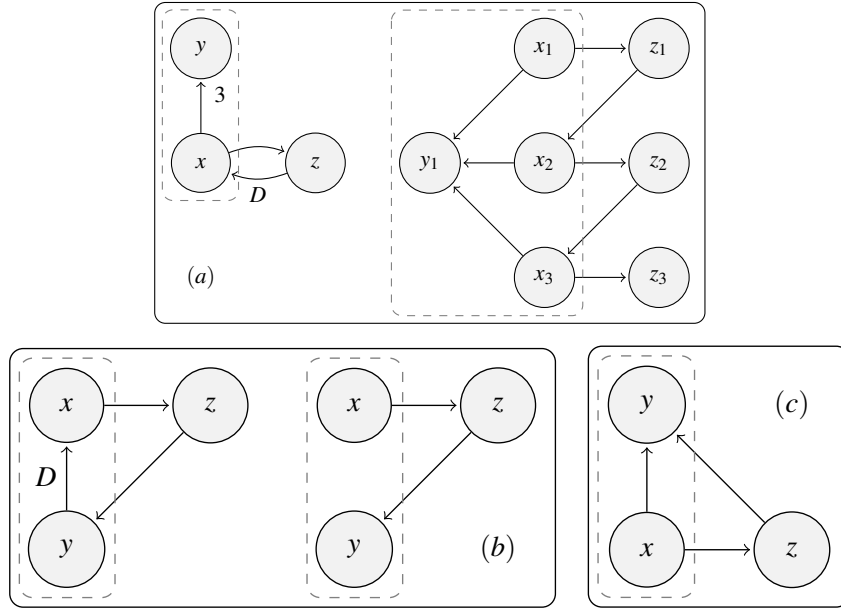 y x₁ z₁
3
x z y₁ x₂ z₂
D
(a) x₃ z₃
x z x z y (c)
D
y y (b) x z